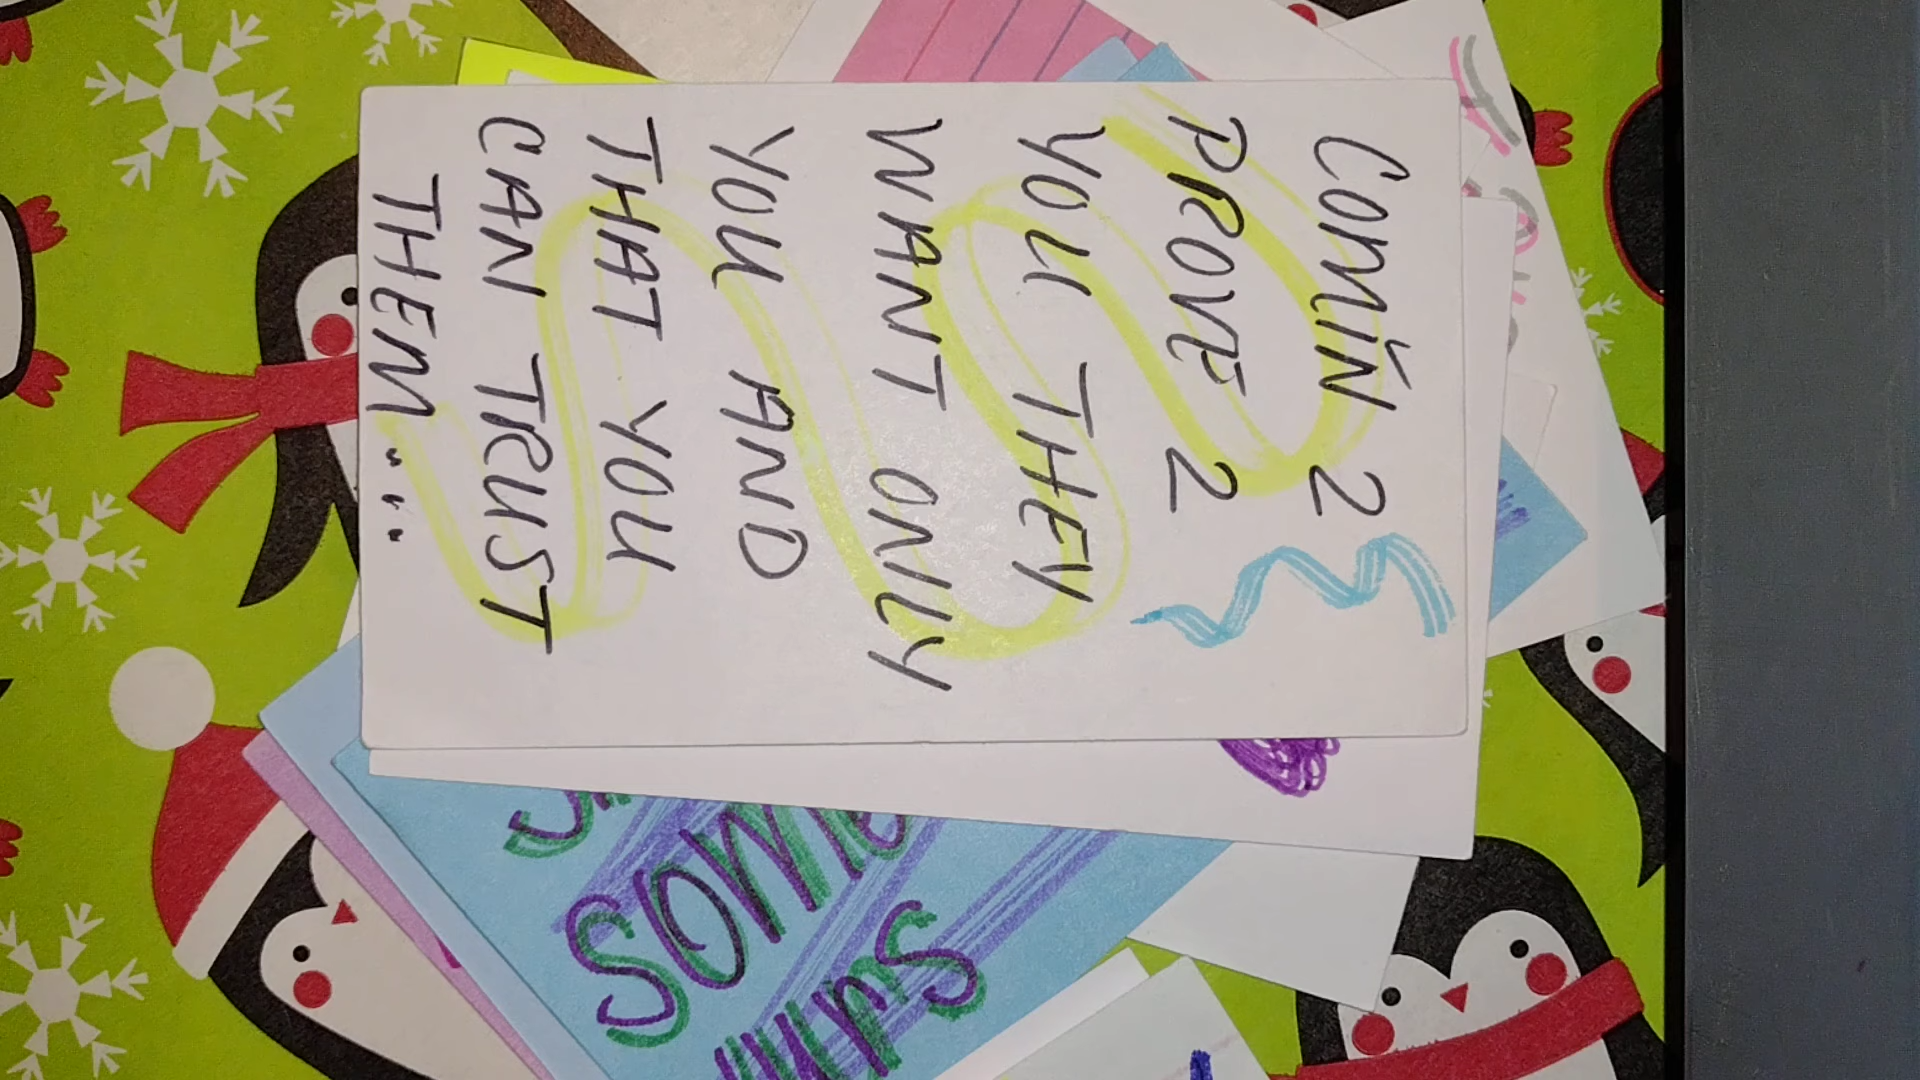 COMIN 2
PROVE 2
YOU THEY
WANT ONLY
YOU AND
THAT YOU
CAN TRUST
THEM...
SOME